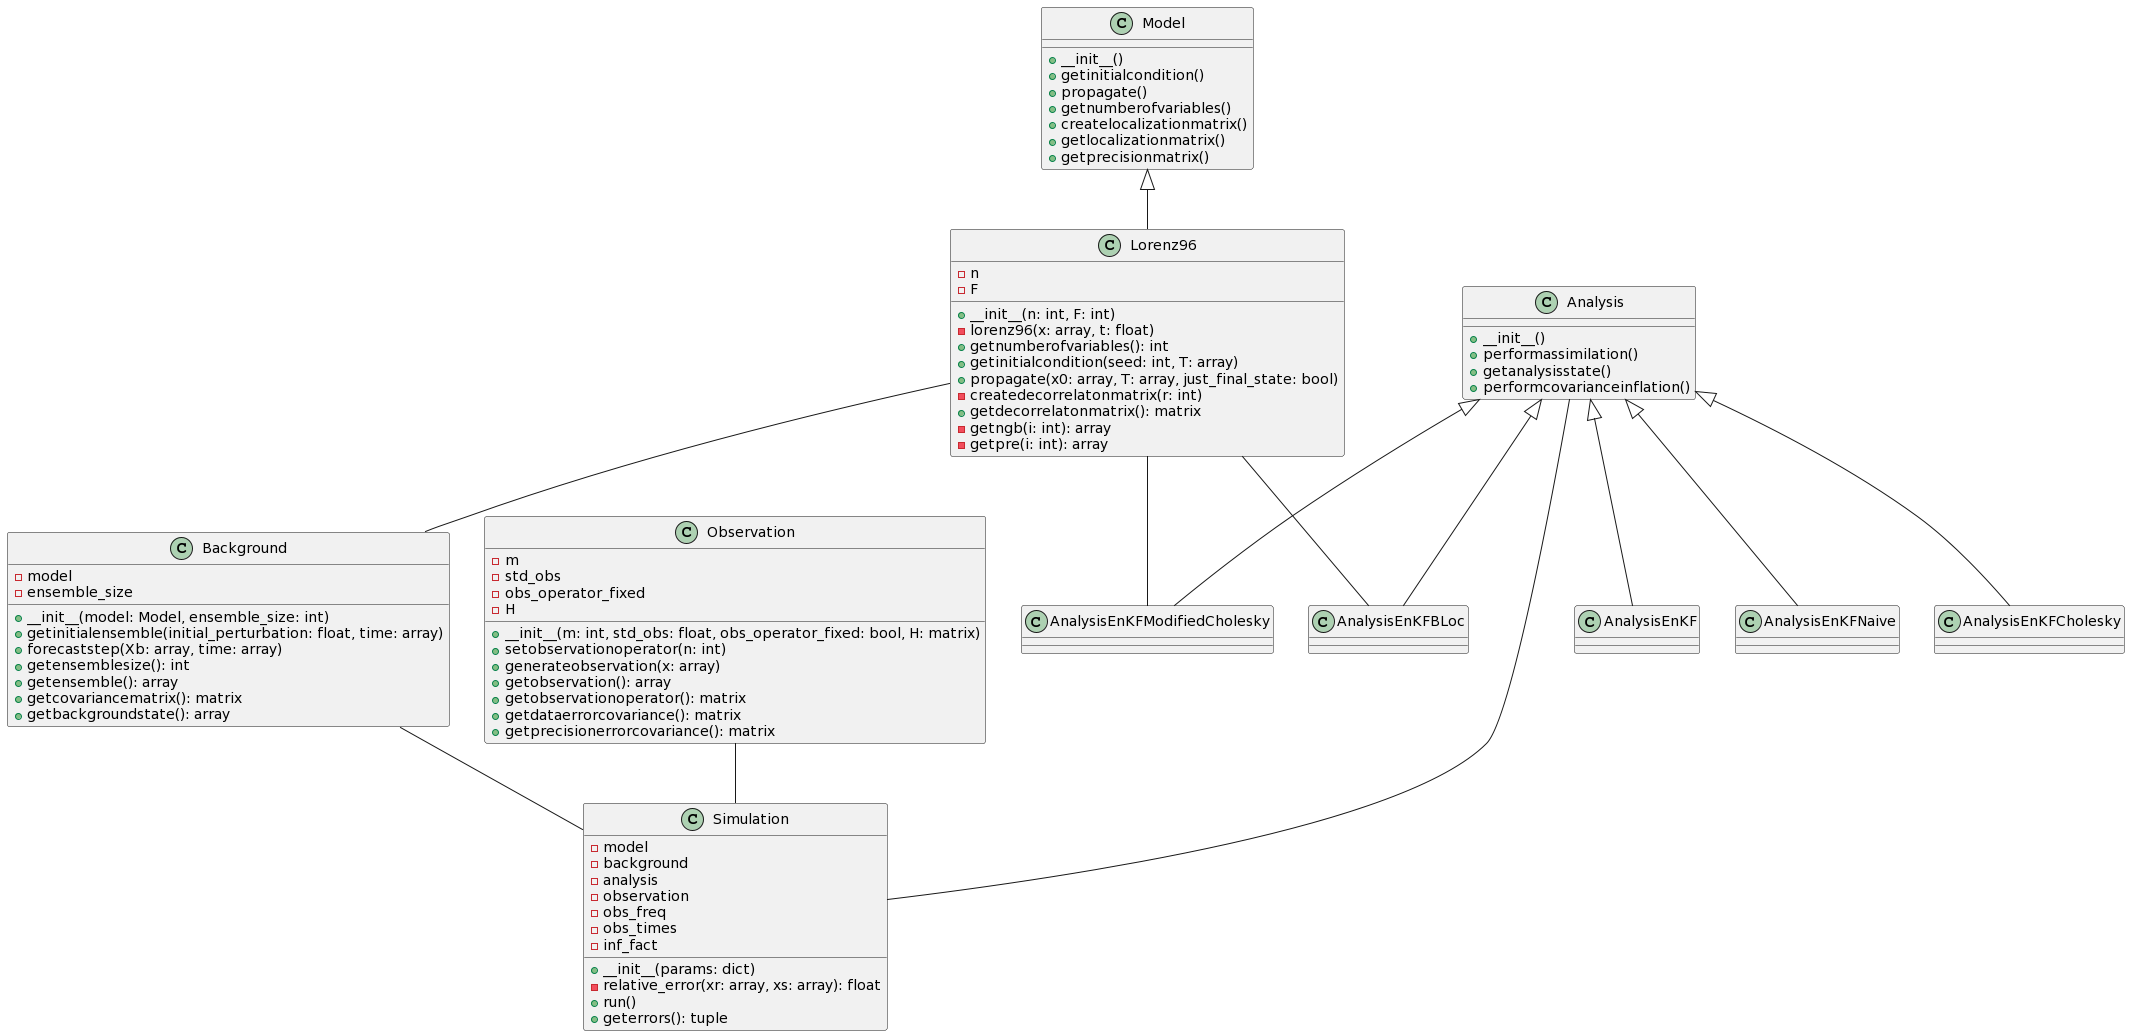 C Model
__init__()
getinitialcondition()
propagate()
getnumberofvariables()
createlocalizationmatrix()
getlocalizationmatrix()
getprecisionmatrix()
C Lorenz96
n
F
__init__(n: int, F: int)
lorenz96(x: array, t: float)
getnumberofvariables(): int
getinitialcondition(seed: int, T: array)
propagate(x0: array, T: array, just_final_state: bool)
createdecorrelatonmatrix(r: int)
getdecorrelatonmatrix(): matrix
getngb(i: int): array
getpre(i: int): array
C Analysis
__init__()
performassimilation()
getanalysisstate()
performcovarianceinflation()
C Background
model
ensemble_size
__init__(model: Model, ensemble_size: int)
getinitialensemble(initial_perturbation: float, time: array)
forecaststep(Xb: array, time: array)
getensemblesize(): int
getensemble(): array
getcovariancematrix(): matrix
getbackgroundstate(): array
C Observation
m
std_obs
obs_operator_fixed
H
__init__(m: int, std_obs: float, obs_operator_fixed: bool, H: matrix)
setobservationoperator(n: int)
generateobservation(x: array)
getobservation(): array
getobservationoperator(): matrix
getdataerrorcovariance(): matrix
getprecisionerrorcovariance(): matrix
C AnalysisEnKFModifiedCholesky
C AnalysisEnKFBLoc
C AnalysisEnKF
C AnalysisEnKFNaive
C AnalysisEnKFCholesky
C Simulation
model
background
analysis
observation
obs_freq
obs_times
inf_fact
__init__(params: dict)
relative_error(xr: array, xs: array): float
run()
geterrors(): tuple